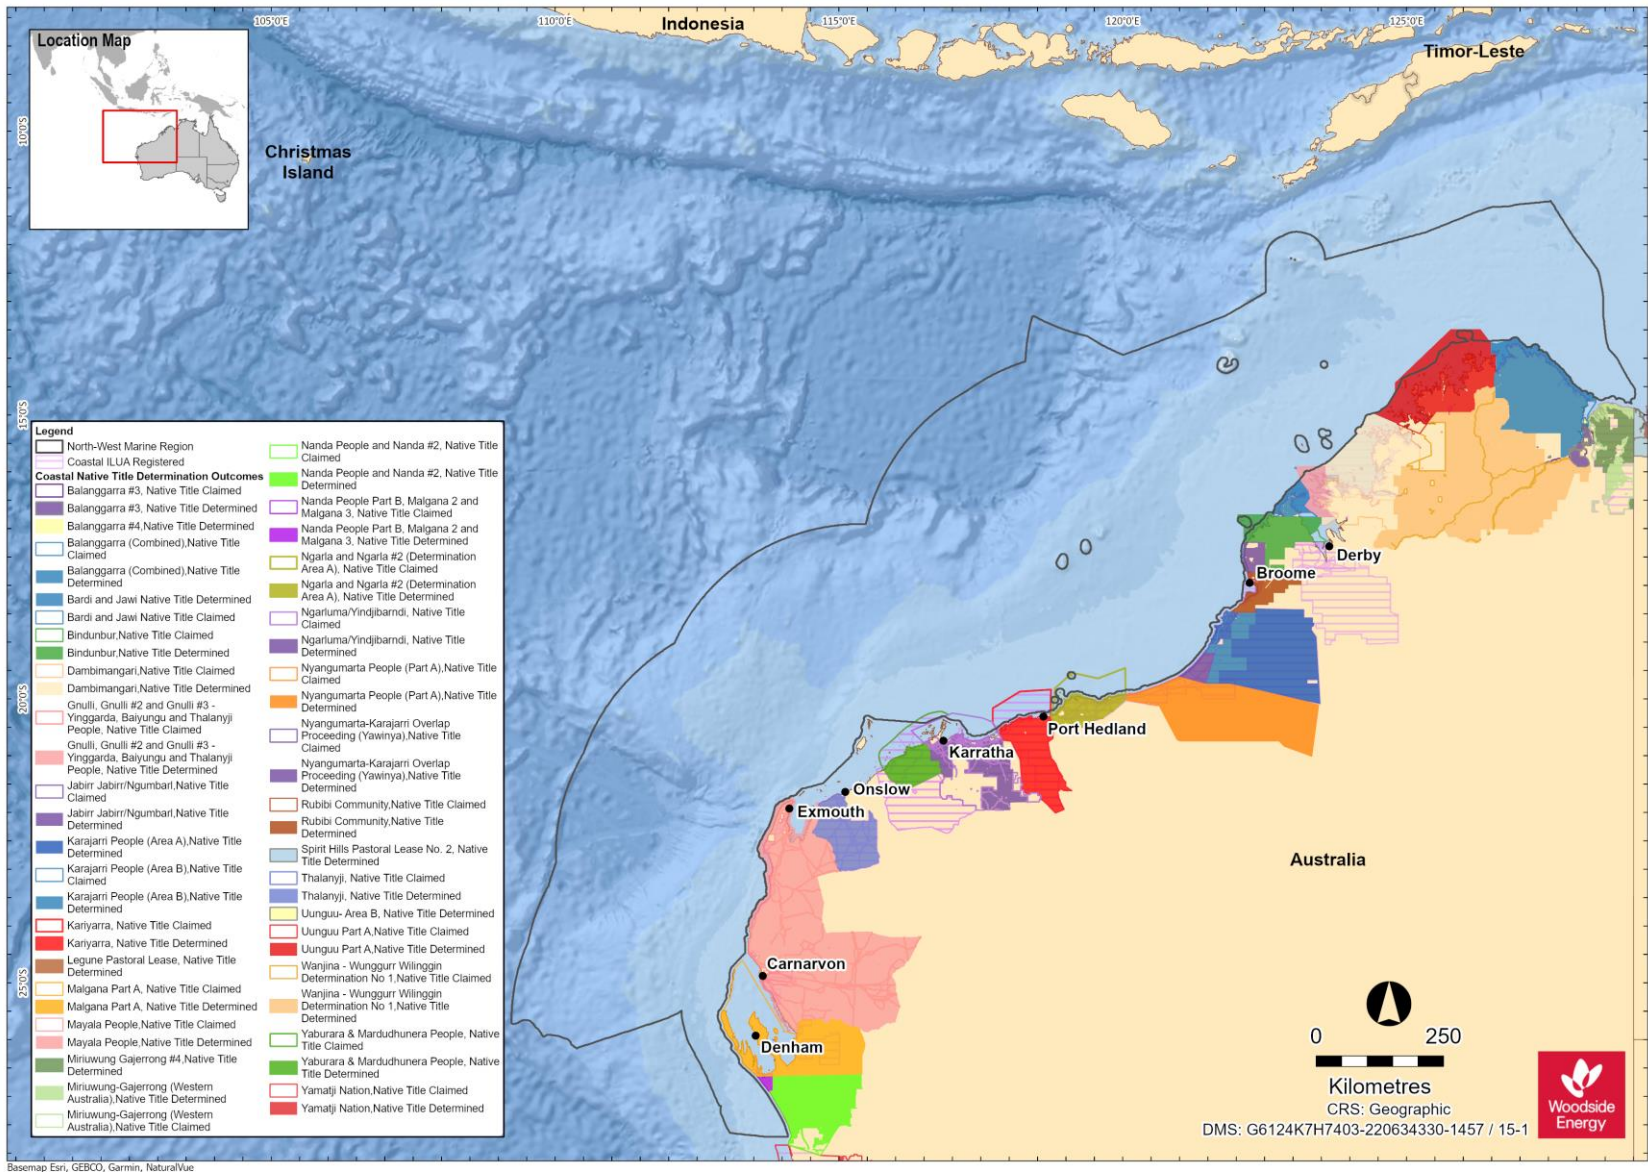 105°0'E
110°0'E
115°0'E
120°0'E
125°0'E
Indonesia
Timor-Leste
Location Map
Christmas
Island
10°0'S
15°0'S
20°0'S
25°0'S
Legend
North-West Marine Region
Coastal ILUA Registered
Coastal Native Title Determination Outcomes
Balanggarra #3, Native Title Claimed
Balanggarra #3, Native Title Determined
Balanggarra #4,Native Title Determined
Balanggarra (Combined),Native Title
Claimed
Balanggarra (Combined),Native Title
Determined
Bardi and Jawi Native Title Determined
Bardi and Jawi Native Title Claimed
Bindunbur,Native Title Claimed
Bindunbur,Native Title Determined
Dambimangari,Native Title Claimed
Dambimangari,Native Title Determined
Gnulli, Gnulli #2 and Gnulli #3 -
Yinggarda, Baiyungu and Thalanyji
People, Native Title Claimed
Gnulli, Gnulli #2 and Gnulli #3 -
Yinggarda, Baiyungu and Thalanyji
People, Native Title Determined
Jabirr Jabirr/Ngumbarl,Native Title
Claimed
Jabirr Jabirr/Ngumbarl,Native Title
Determined
Karajarri People (Area A),Native Title
Determined
Karajarri People (Area B),Native Title
Claimed
Karajarri People (Area B),Native Title
Determined
Kariyarra, Native Title Claimed
Kariyarra, Native Title Determined
Legune Pastoral Lease, Native Title
Determined
Malgana Part A, Native Title Claimed
Malgana Part A, Native Title Determined
Mayala People,Native Title Claimed
Mayala People,Native Title Determined
Miriuwung Gajerrong #4,Native Title
Determined
Miriuwung-Gajerrong (Western
Australia),Native Title Determined
Miriuwung-Gajerrong (Western
Australia),Native Title Claimed
Nanda People and Nanda #2, Native Title
Claimed
Nanda People and Nanda #2, Native Title
Determined
Nanda People Part B, Malgana 2 and
Malgana 3, Native Title Claimed
Nanda People Part B, Malgana 2 and
Malgana 3, Native Title Determined
Ngarla and Ngarla #2 (Determination
Area A), Native Title Claimed
Ngarla and Ngarla #2 (Determination
Area A), Native Title Determined
Ngarluma/Yindjibarndi, Native Title
Claimed
Ngarluma/Yindjibarndi, Native Title
Determined
Nyangumarta People (Part A),Native Title
Claimed
Nyangumarta People (Part A),Native Title
Determined
Nyangumarta-Karajarri Overlap
Proceeding (Yawinya),Native Title
Claimed
Nyangumarta-Karajarri Overlap
Proceeding (Yawinya),Native Title
Determined
Rubibi Community,Native Title Claimed
Rubibi Community,Native Title
Determined
Spirit Hills Pastoral Lease No. 2, Native
Title Determined
Thalanyji, Native Title Claimed
Thalanyji, Native Title Determined
Uunguu- Area B, Native Title Determined
Uunguu Part A,Native Title Claimed
Uunguu Part A,Native Title Determined
Wanjina - Wunggurr Wilinggin
Determination No 1,Native Title Claimed
Wanjina - Wunggurr Wilinggin
Determination No 1,Native Title
Determined
Yaburara & Mardudhunera People, Native
Title Claimed
Yaburara & Mardudhunera People, Native
Title Determined
Yamatji Nation,Native Title Claimed
Yamatji Nation,Native Title Determined
Derby
Broome
Port Hedland
Karratha
Onslow
Exmouth
Australia
Carnarvon
Denham
0 250
Kilometres
CRS: Geographic
DMS: G6124K7H7403-220634330-1457 / 15-1
Woodside
Energy
Basemap Esri, GEBCO, Garmin, NaturalVue